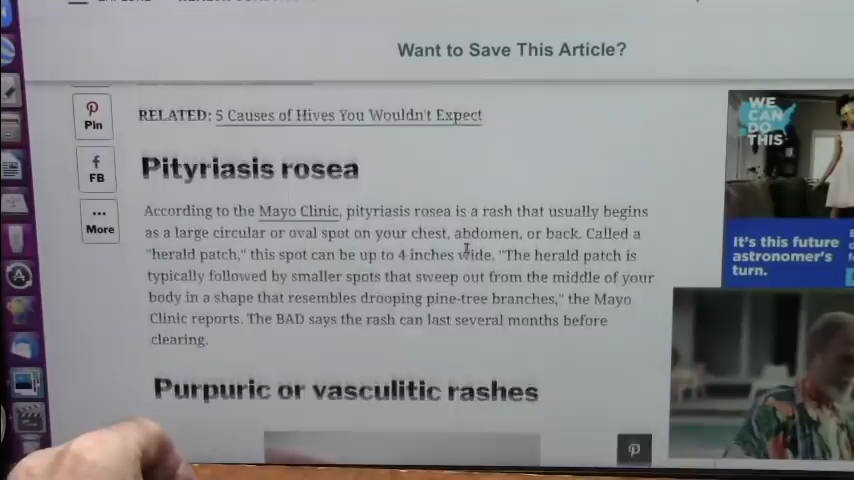 Want to Save This Article?
RELATED: 5 Causes of Hives You Wouldn't Expect
Pin
Pityriasis rosea
FB
More
According to the Mayo Clinic, pityriasis rosea is a rash that usually begins
as a large circular or oval spot on your chest, abdomen, or back. Called a
"herald patch," this spot can be up to 4 inches wide. "The herald patch is
typically followed by smaller spots that sweep out from the middle of your
body in a shape that resembles drooping pine-tree branches," the Mayo
Clinic reports. The BAD says the rash can last several months before
clearing.
Purpuric or vasculitic rashes
WE
CAN
DO
THIS
It's this future
astronomer's
turn.